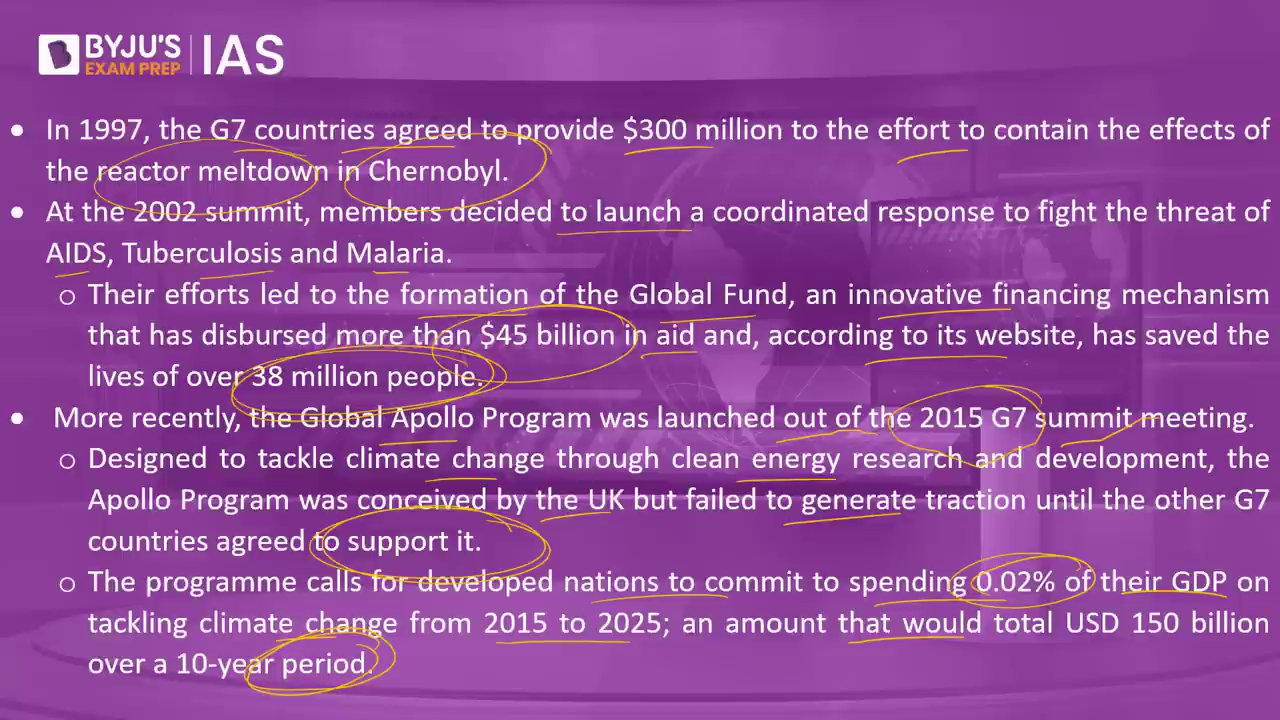 BYJU'S
EXAM PREP
IAS
• In 1997, the G7 countries agreed to provide $300 million to the effort to contain the effects of
the reactor meltdown in Chernobyl.
• At the 2002 summit, members decided to launch a coordinated response to fight the threat of
AIDS, Tuberculosis and Malaria.
o Their efforts led to the formation of the Global Fund, an innovative financing mechanism
that has disbursed more than $45 billion in aid and, according to its website, has saved the
lives of over 38 million people.
• More recently, the Global Apollo Program was launched out of the 2015 G7 summit meeting.
o Designed to tackle climate change through clean energy research and development, the
Apollo Program was conceived by the UK but failed to generate traction until the other G7
countries agreed to support it.
o The programme calls for developed nations to commit to spending 0.02% of their GDP on
tackling climate change from 2015 to 2025; an amount that would total USD 150 billion
over a 10-year period.